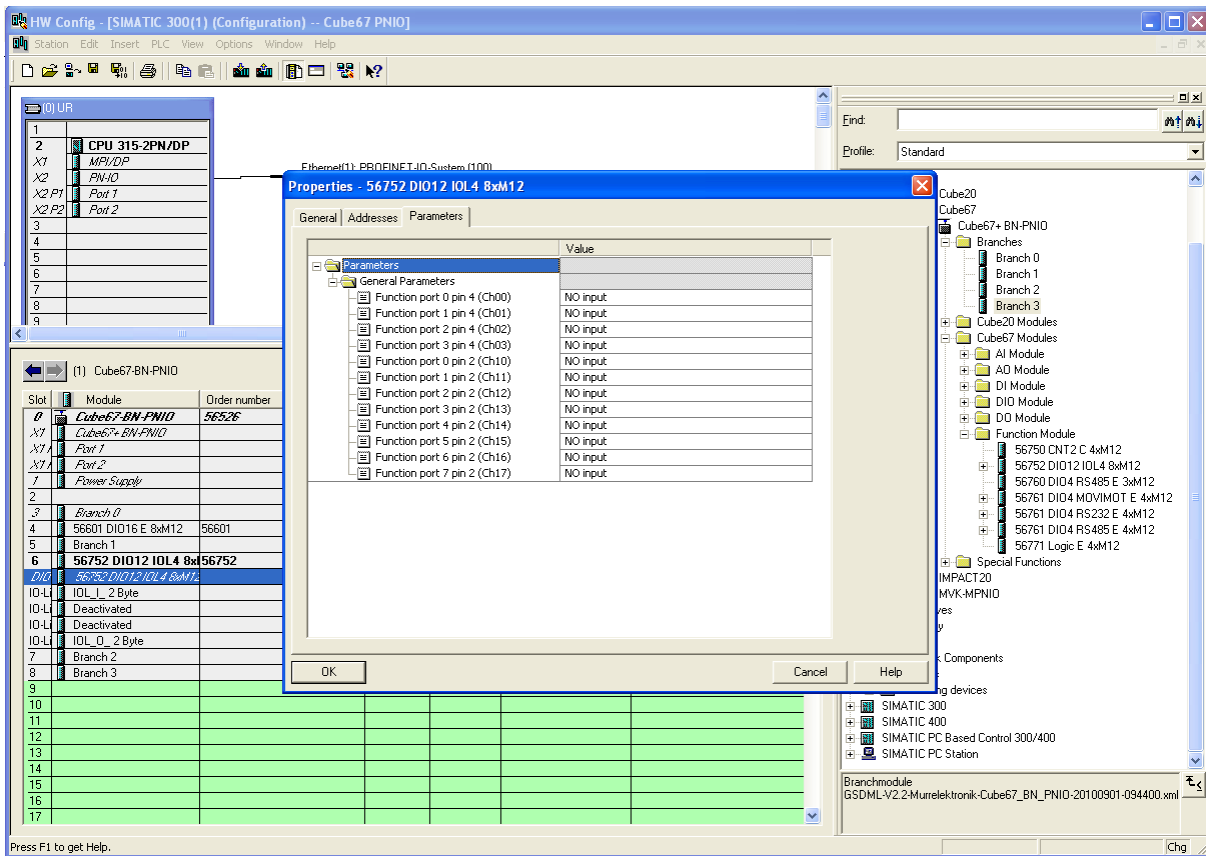 HW Config - [SIMATIC 300(1) (Configuration) -- Cube67 PNIO]
Station Edit Insert PLC View Options Window Help
(0) UR
1
2 CPU 315-2PN/DP
X1 MPI/DP
X2 PN-IO
X2 P1 Port 1
X2 P2 Port 2
3
4
5
6
7
8
9
Ethernet(1): PROFINET-IO-System (100)
(1) Cube67-BN-PNIO
Slot Module Order number
0 Cube67-BN-PNIO 56526
X1 Cube67+ BN-PNIO
X1 Port 1
X1 Port 2
1 Power Supply
2
3 Branch 0
4 56601 DIO16 E 8xM12 56601
5 Branch 1
6 56752 DIO12 IOL4 8xM 56752
DIO 56752 DIO12 IOL4 8xM12
IO-Li IOL_I_ 2 Byte
IO-Li Deactivated
IO-Li Deactivated
IO-Li IOL_O_ 2 Byte
7 Branch 2
8 Branch 3
9
10
11
12
13
14
15
16
17
Properties - 56752 DIO12 IOL4 8xM12
General Addresses Parameters
Value
Parameters
General Parameters
Function port 0 pin 4 (Ch00) NO input
Function port 1 pin 4 (Ch01) NO input
Function port 2 pin 4 (Ch02) NO input
Function port 3 pin 4 (Ch03) NO input
Function port 0 pin 2 (Ch10) NO input
Function port 1 pin 2 (Ch11) NO input
Function port 2 pin 2 (Ch12) NO input
Function port 3 pin 2 (Ch13) NO input
Function port 4 pin 2 (Ch14) NO input
Function port 5 pin 2 (Ch15) NO input
Function port 6 pin 2 (Ch16) NO input
Function port 7 pin 2 (Ch17) NO input
OK Cancel Help
Find:
Profile: Standard
Cube20
Cube67
Cube67+ BN-PNIO
Branches
Branch 0
Branch 1
Branch 2
Branch 3
Cube20 Modules
Cube67 Modules
AI Module
AO Module
DI Module
DIO Module
DO Module
Function Module
56750 CNT2 C 4xM12
56752 DIO12 IOL4 8xM12
56760 DIO4 RS485 E 3xM12
56761 DIO4 MOVIMOT E 4xM12
56761 DIO4 RS232 E 4xM12
56761 DIO4 RS485 E 4xM12
56771 Logic E 4xM12
Special Functions
IMPACT20
MVK-MPNIO
ves
y
Components
ng devices
SIMATIC 300
SIMATIC 400
SIMATIC PC Based Control 300/400
SIMATIC PC Station
Branchmodule
GSDML-V2.2-Murrelektronik-Cube67_BN_PNIO-20100901-094400.xml
Press F1 to get Help.
Chg